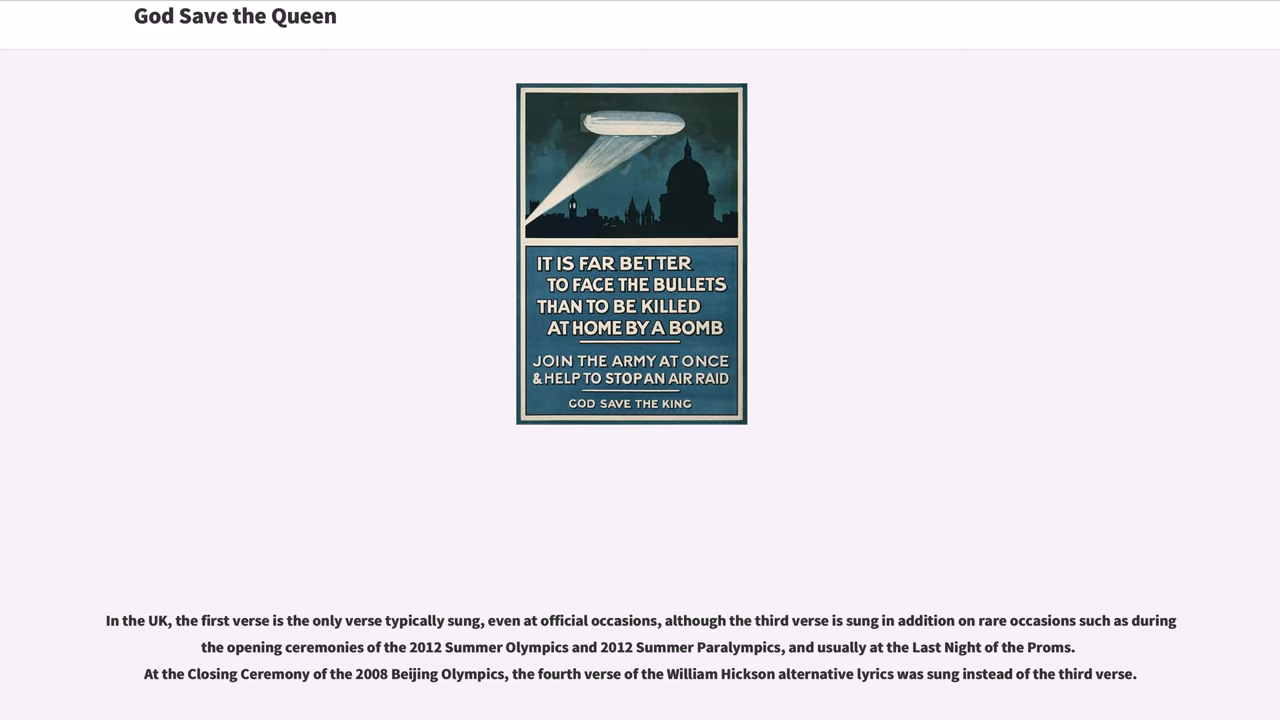 God Save the Queen
IT IS FAR BETTER
TO FACE THE BULLETS
THAN TO BE KILLED
AT HOME BY A BOMB
JOIN THE ARMY AT ONCE
& HELP TO STOP AN AIR RAID
GOD SAVE THE KING
In the UK, the first verse is the only verse typically sung, even at official occasions, although the third verse is sung in addition on rare occasions such as during
the opening ceremonies of the 2012 Summer Olympics and 2012 Summer Paralympics, and usually at the Last Night of the Proms.
At the Closing Ceremony of the 2008 Beijing Olympics, the fourth verse of the William Hickson alternative lyrics was sung instead of the third verse.